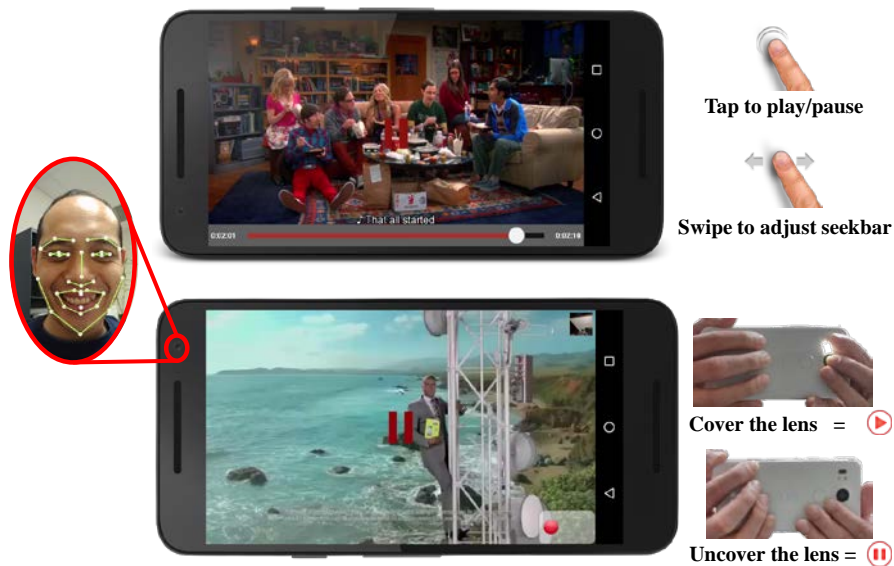 Tap to play/pause
♪ That all started
0:02:01 0:02:18
Swipe to adjust seekbar
Cover the lens =
Uncover the lens =